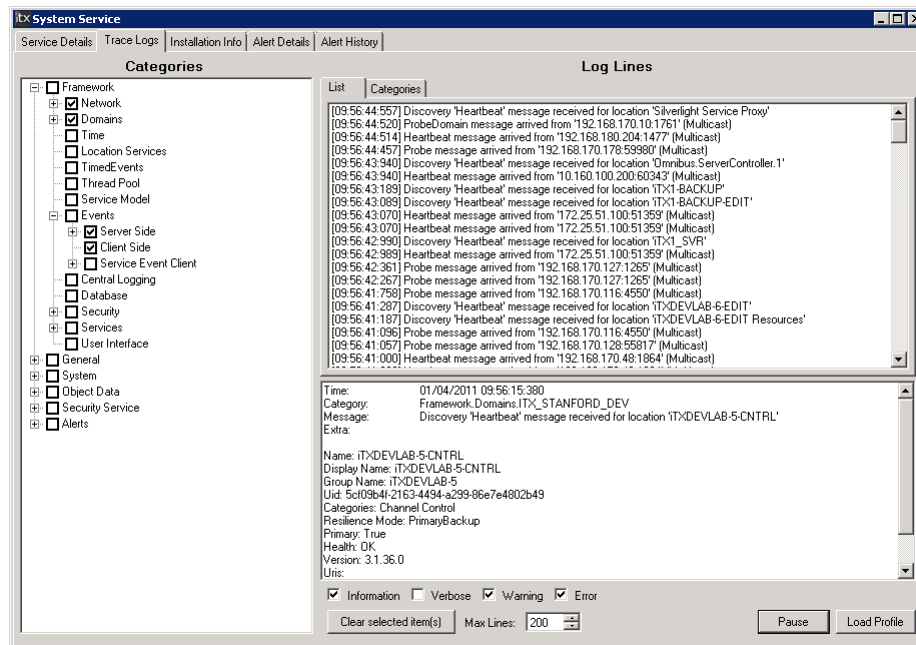 itx System Service
Service Details Trace Logs Installation Info Alert Details Alert History
Categories
Framework
Network
Domains
Time
Location Services
TimedEvents
Thread Pool
Service Model
Events
Server Side
Client Side
Service Event Client
Central Logging
Database
Security
Services
User Interface
General
System
Object Data
Security Service
Alerts
Log Lines
List Categories
[09:56:44:557] Discovery 'Heartbeat' message received for location 'Silverlight Service Proxy'
[09:56:44:520] ProbeDomain message arrived from '192.168.170.10:1761' (Multicast)
[09:56:44:514] Heartbeat message arrived from '192.168.180.204:1477' (Multicast)
[09:56:44:457] Probe message arrived from '192.168.170.178:59980' (Multicast)
[09:56:43:940] Discovery 'Heartbeat' message received for location 'Omnibus.ServerController.1'
[09:56:43:940] Heartbeat message arrived from '10.160.100.200:60343' (Multicast)
[09:56:43:189] Discovery 'Heartbeat' message received for location 'iTX1-BACKUP'
[09:56:43:089] Discovery 'Heartbeat' message received for location 'iTX1-BACKUP-EDIT'
[09:56:43:070] Heartbeat message arrived from '172.25.51.100:51359' (Multicast)
[09:56:43:070] Heartbeat message arrived from '172.25.51.100:51359' (Multicast)
[09:56:42:990] Discovery 'Heartbeat' message received for location 'iTX1_SVR'
[09:56:42:989] Heartbeat message arrived from '172.25.51.100:51359' (Multicast)
[09:56:42:361] Probe message arrived from '192.168.170.127:1265' (Multicast)
[09:56:42:267] Probe message arrived from '192.168.170.127:1265' (Multicast)
[09:56:41:758] Probe message arrived from '192.168.170.116:4550' (Multicast)
[09:56:41:287] Discovery 'Heartbeat' message received for location 'iTXDEVLAB-6-EDIT'
[09:56:41:187] Discovery 'Heartbeat' message received for location 'iTXDEVLAB-6-EDIT Resources'
[09:56:41:096] Probe message arrived from '192.168.170.116:4550' (Multicast)
[09:56:41:057] Probe message arrived from '192.168.170.128:55817' (Multicast)
[09:56:41:000] Heartbeat message arrived from '192.168.170.48:1864' (Multicast)
Time: 01/04/2011 09:56:15:380
Category: Framework.Domains.ITX_STANFORD_DEV
Message: Discovery 'Heartbeat' message received for location 'iTXDEVLAB-5-CNTRL'
Extra:
Name: iTXDEVLAB-5-CNTRL
Display Name: iTXDEVLAB-5-CNTRL
Group Name: iTXDEVLAB-5
Uid: 5cf09b4f-2163-4494-a299-86e7e4802b49
Categories: Channel Control
Resilience Mode: PrimaryBackup
Primary: True
Health: OK
Version: 3.1.36.0
Uris:
Information Verbose Warning Error
Clear selected item(s) Max Lines: 200 Pause Load Profile